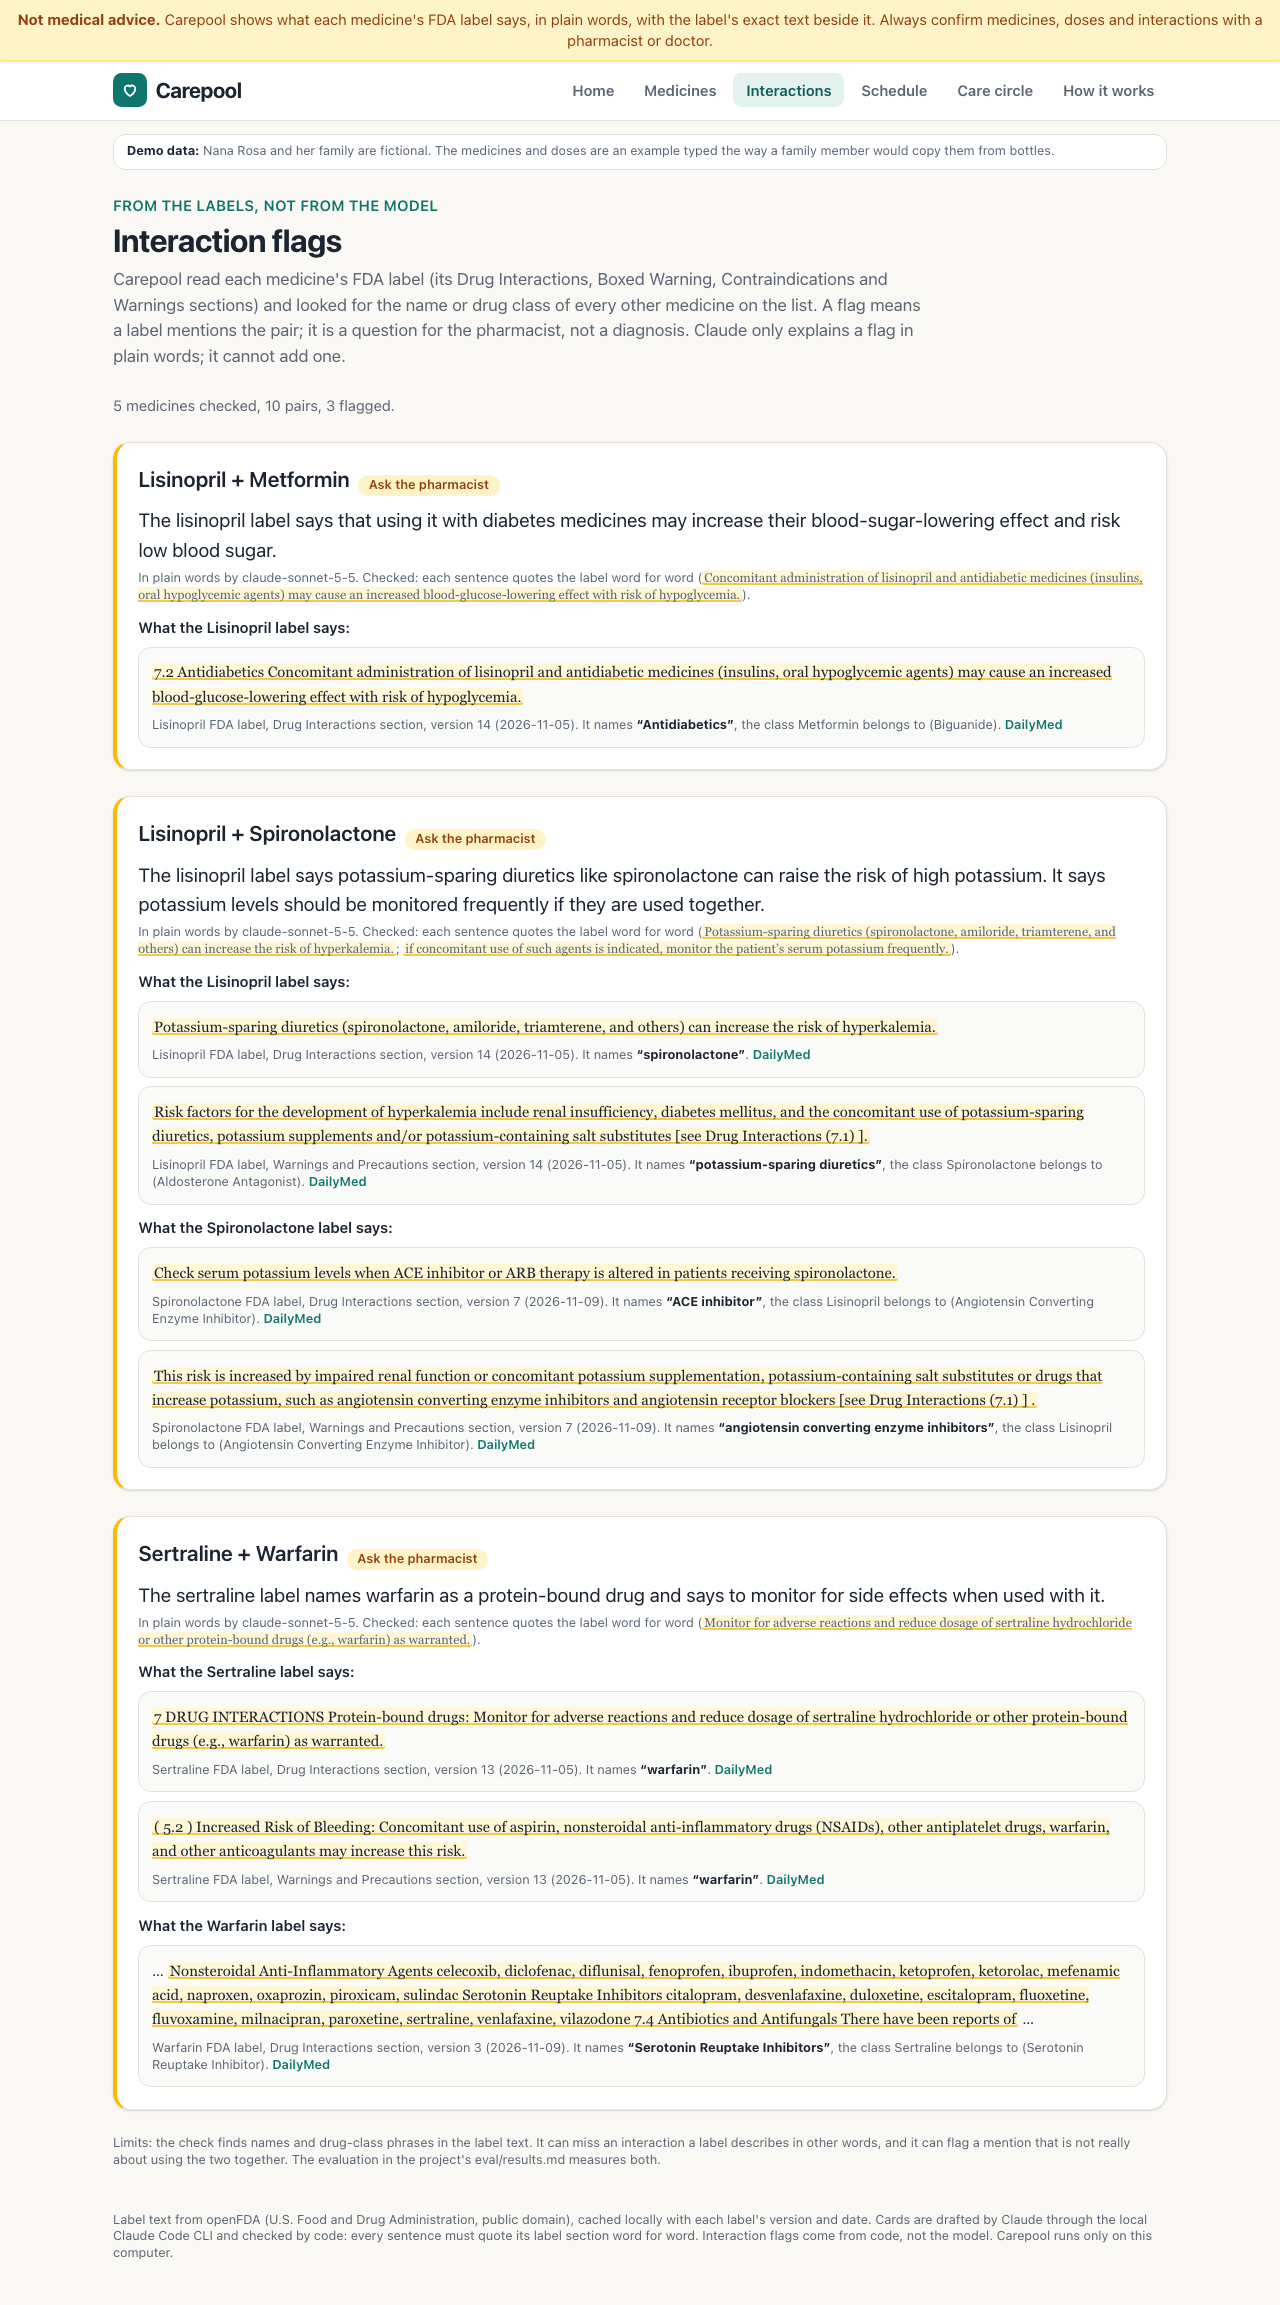 Not medical advice. Carepool shows what each medicine's FDA label says, in plain words, with the label's exact text beside it. Always confirm medicines, doses and interactions with a
pharmacist or doctor.
Carepool
Home Medicines Interactions Schedule Care circle How it works
Demo data: Nana Rosa and her family are fictional. The medicines and doses are an example typed the way a family member would copy them from bottles.
FROM THE LABELS, NOT FROM THE MODEL
Interaction flags
Carepool read each medicine's FDA label (its Drug Interactions, Boxed Warning, Contraindications and
Warnings sections) and looked for the name or drug class of every other medicine on the list. A flag means
a label mentions the pair; it is a question for the pharmacist, not a diagnosis. Claude only explains a flag in
plain words; it cannot add one.
5 medicines checked, 10 pairs, 3 flagged.
Lisinopril + Metformin Ask the pharmacist
The lisinopril label says that using it with diabetes medicines may increase their blood-sugar-lowering effect and risk
low blood sugar.
In plain words by claude-sonnet-5-5. Checked: each sentence quotes the label word for word (Concomitant administration of lisinopril and antidiabetic medicines (insulins,
oral hypoglycemic agents) may cause an increased blood-glucose-lowering effect with risk of hypoglycemia.).
What the Lisinopril label says:
7.2 Antidiabetics Concomitant administration of lisinopril and antidiabetic medicines (insulins, oral hypoglycemic agents) may cause an increased
blood-glucose-lowering effect with risk of hypoglycemia.
Lisinopril FDA label, Drug Interactions section, version 14 (2026-11-05). It names “Antidiabetics”, the class Metformin belongs to (Biguanide). DailyMed
Lisinopril + Spironolactone Ask the pharmacist
The lisinopril label says potassium-sparing diuretics like spironolactone can raise the risk of high potassium. It says
potassium levels should be monitored frequently if they are used together.
In plain words by claude-sonnet-5-5. Checked: each sentence quotes the label word for word (Potassium-sparing diuretics (spironolactone, amiloride, triamterene, and
others) can increase the risk of hyperkalemia.; if concomitant use of such agents is indicated, monitor the patient’s serum potassium frequently.).
What the Lisinopril label says:
Potassium-sparing diuretics (spironolactone, amiloride, triamterene, and others) can increase the risk of hyperkalemia.
Lisinopril FDA label, Drug Interactions section, version 14 (2026-11-05). It names “spironolactone”. DailyMed
Risk factors for the development of hyperkalemia include renal insufficiency, diabetes mellitus, and the concomitant use of potassium-sparing
diuretics, potassium supplements and/or potassium-containing salt substitutes [see Drug Interactions (7.1) ].
Lisinopril FDA label, Warnings and Precautions section, version 14 (2026-11-05). It names “potassium-sparing diuretics”, the class Spironolactone belongs to
(Aldosterone Antagonist). DailyMed
What the Spironolactone label says:
Check serum potassium levels when ACE inhibitor or ARB therapy is altered in patients receiving spironolactone.
Spironolactone FDA label, Drug Interactions section, version 7 (2026-11-09). It names “ACE inhibitor”, the class Lisinopril belongs to (Angiotensin Converting
Enzyme Inhibitor). DailyMed
This risk is increased by impaired renal function or concomitant potassium supplementation, potassium-containing salt substitutes or drugs that
increase potassium, such as angiotensin converting enzyme inhibitors and angiotensin receptor blockers [see Drug Interactions (7.1) ] .
Spironolactone FDA label, Warnings and Precautions section, version 7 (2026-11-09). It names “angiotensin converting enzyme inhibitors”, the class Lisinopril
belongs to (Angiotensin Converting Enzyme Inhibitor). DailyMed
Sertraline + Warfarin Ask the pharmacist
The sertraline label names warfarin as a protein-bound drug and says to monitor for side effects when used with it.
In plain words by claude-sonnet-5-5. Checked: each sentence quotes the label word for word (Monitor for adverse reactions and reduce dosage of sertraline hydrochloride
or other protein-bound drugs (e.g., warfarin) as warranted.).
What the Sertraline label says:
7 DRUG INTERACTIONS Protein-bound drugs: Monitor for adverse reactions and reduce dosage of sertraline hydrochloride or other protein-bound
drugs (e.g., warfarin) as warranted.
Sertraline FDA label, Drug Interactions section, version 13 (2026-11-05). It names “warfarin”. DailyMed
( 5.2 ) Increased Risk of Bleeding: Concomitant use of aspirin, nonsteroidal anti-inflammatory drugs (NSAIDs), other antiplatelet drugs, warfarin,
and other anticoagulants may increase this risk.
Sertraline FDA label, Warnings and Precautions section, version 13 (2026-11-05). It names “warfarin”. DailyMed
What the Warfarin label says:
... Nonsteroidal Anti-Inflammatory Agents celecoxib, diclofenac, diflunisal, fenoprofen, ibuprofen, indomethacin, ketoprofen, ketorolac, mefenamic
acid, naproxen, oxaprozin, piroxicam, sulindac Serotonin Reuptake Inhibitors citalopram, desvenlafaxine, duloxetine, escitalopram, fluoxetine,
fluvoxamine, milnacipran, paroxetine, sertraline, venlafaxine, vilazodone 7.4 Antibiotics and Antifungals There have been reports of ...
Warfarin FDA label, Drug Interactions section, version 3 (2026-11-09). It names “Serotonin Reuptake Inhibitors”, the class Sertraline belongs to (Serotonin
Reuptake Inhibitor). DailyMed
Limits: the check finds names and drug-class phrases in the label text. It can miss an interaction a label describes in other words, and it can flag a mention that is not really
about using the two together. The evaluation in the project's eval/results.md measures both.
Label text from openFDA (U.S. Food and Drug Administration, public domain), cached locally with each label's version and date. Cards are drafted by Claude through the local
Claude Code CLI and checked by code: every sentence must quote its label section word for word. Interaction flags come from code, not the model. Carepool runs only on this
computer.